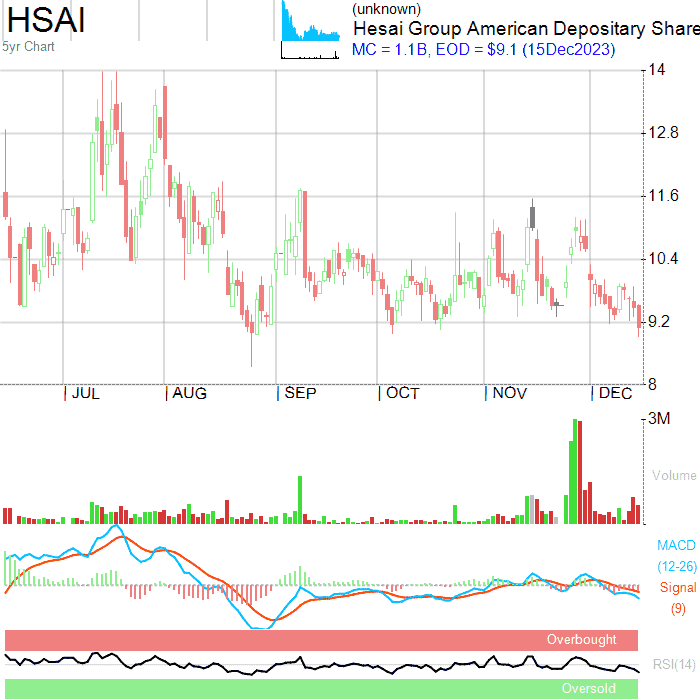 HSAI
5yr Chart
(unknown)
Hesai Group American Depositary Share
MC = 1.1B, EOD = $9.1 (15Dec2023)
14
12.8
11.6
10.4
9.2
8
JUL AUG SEP OCT NOV DEC
3M
Volume
MACD
(12-26)
Signal
(9)
Overbought
RSI(14)
Oversold